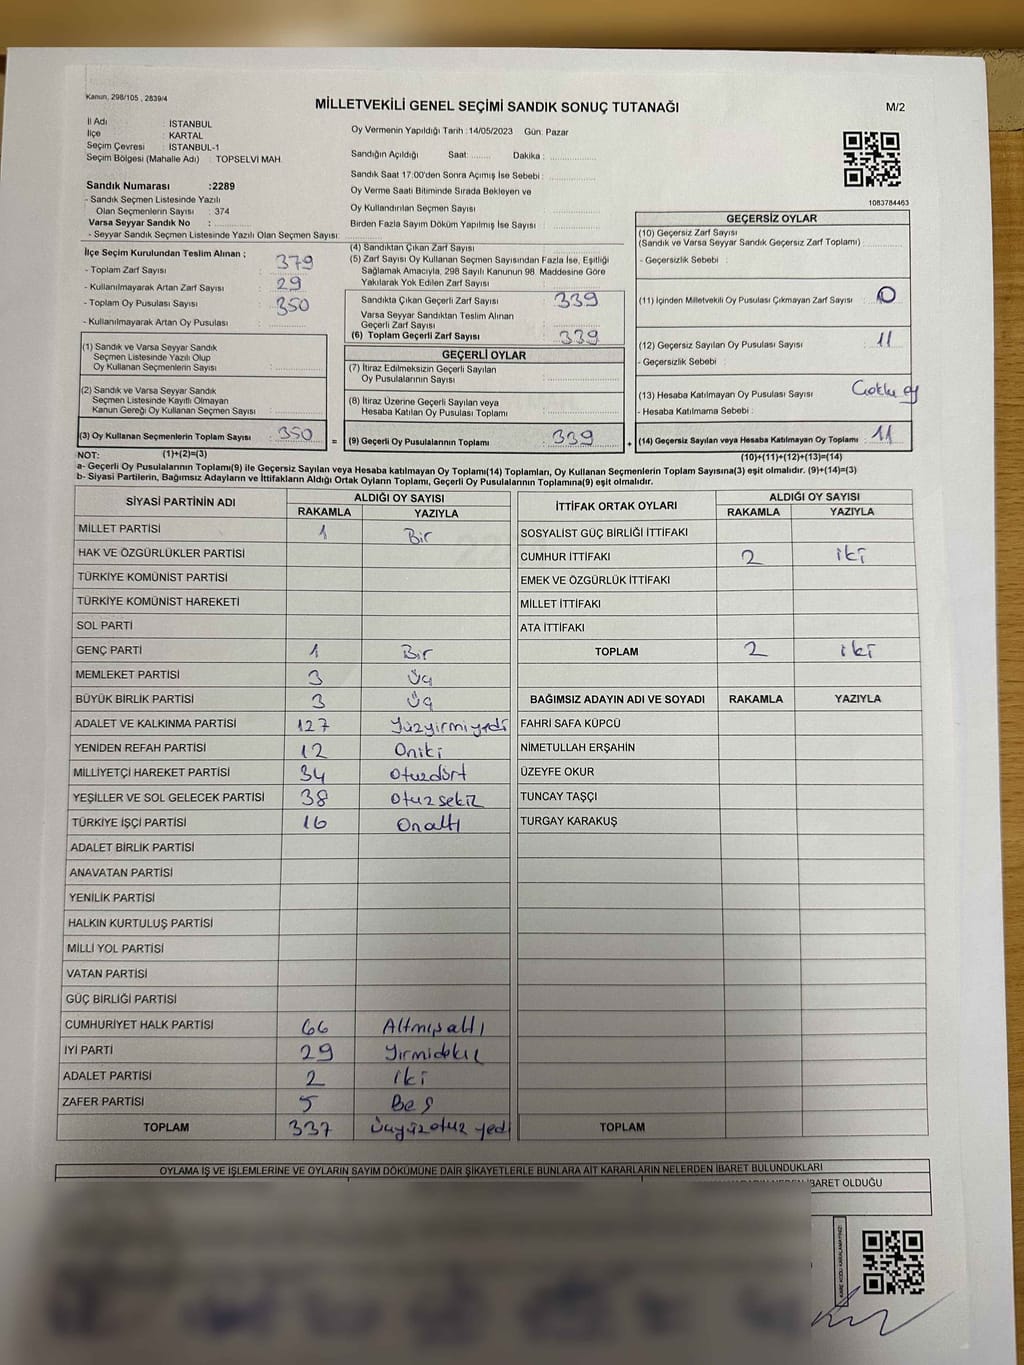 Kanun, 298/105 , 2839/4
MİLLETVEKİLİ GENEL SEÇİMİ SANDIK SONUÇ TUTANAĞI
M/2
İl Adı : İSTANBUL
İlçe : KARTAL
Seçim Çevresi : İSTANBUL-1
Seçim Bölgesi (Mahalle Adı) : TOPSELVİ MAH.
Sandık Numarası :2289
- Sandık Seçmen Listesinde Yazılı
Olan Seçmenlerin Sayısı : 374
Varsa Seyyar Sandık No :
- Seyyar Sandık Seçmen Listesinde Yazılı Olan Seçmen Sayısı:
Oy Vermenin Yapıldığı Tarih :14/05/2023 Gün: Pazar
Sandığın Açıldığı Saat: ........ Dakika : ................
Sandık Saat 17:00'den Sonra Açımış İse Sebebi : ................
Oy Verme Saati Bitiminde Sırada Bekleyen ve
Oy Kullandırılan Seçmen Sayısı ................
Birden Fazla Sayım Döküm Yapılmış İse Sayısı : ................
1083784463
İlçe Seçim Kurulundan Teslim Alınan :
- Toplam Zarf Sayısı : 379
- Kullanılmayarak Artan Zarf Sayısı : 29
- Toplam Oy Pusulası Sayısı : 350
- Kullanılmayarak Artan Oy Pusulası :
(1) Sandık ve Varsa Seyyar Sandık
Seçmen Listesinde Yazılı Olup
Oy Kullanan Seçmenlerin Sayısı :
(2) Sandık ve Varsa Seyyar Sandık
Seçmen Listesinde Kayıtlı Olmayan
Kanun Gereği Oy Kullanan Seçmen Sayısı :
(3) Oy Kullanan Seçmenlerin Toplam Sayısı : 350 =
(4) Sandıktan Çıkan Zarf Sayısı
(5) Zarf Sayısı Oy Kullanan Seçmen Sayısından Fazla İse, Eşitliği
Sağlamak Amacıyla, 298 Sayılı Kanunun 98. Maddesine Göre
Yakılarak Yok Edilen Zarf Sayısı :
Sandıkta Çıkan Geçerli Zarf Sayısı : 339
Varsa Seyyar Sandıktan Teslim Alınan
Geçerli Zarf Sayısı :
(6) Toplam Geçerli Zarf Sayısı : 339
GEÇERLİ OYLAR
(7) İtiraz Edilmeksizin Geçerli Sayılan
Oy Pusulalarının Sayısı :
(8) İtiraz Üzerine Geçerli Sayılan veya
Hesaba Katılan Oy Pusulası Toplamı :
(9) Geçerli Oy Pusulalarının Toplamı : 339 +
GEÇERSİZ OYLAR
(10) Geçersiz Zarf Sayısı
(Sandık ve Varsa Seyyar Sandık Geçersiz Zarf Toplamı) :
- Geçersizlik Sebebi :
(11) İçinden Milletvekili Oy Pusulası Çıkmayan Zarf Sayısı : 0
(12) Geçersiz Sayılan Oy Pusulası Sayısı : 11
- Geçersizlik Sebebi :
(13) Hesaba Katılmayan Oy Pusulası Sayısı : oy
- Hesaba Katılmama Sebebi :
(14) Geçersiz Sayılan veya Hesaba Katılmayan Oy Toplamı : 11
NOT: (1)+(2)=(3) (10)+(11)+(12)+(13)=(14)
a- Geçerli Oy Pusulalarının Toplamı(9) ile Geçersiz Sayılan veya Hesaba katılmayan Oy Toplamı(14) Toplamları, Oy Kullanan Seçmenlerin Toplam Sayısına(3) eşit olmalıdır. (9)+(14)=(3)
b- Siyasi Partilerin, Bağımsız Adayların ve İttifakların Aldığı Ortak Oyların Toplamı, Geçerli Oy Pusulalarının Toplamına(9) eşit olmalıdır.
SİYASİ PARTİNİN ADI ALDIĞI OY SAYISI
RAKAMLA YAZIYLA
MİLLET PARTİSİ 1 Bir
HAK VE ÖZGÜRLÜKLER PARTİSİ
TÜRKİYE KOMÜNİST PARTİSİ
TÜRKİYE KOMÜNİST HAREKETİ
SOL PARTİ
GENÇ PARTİ 1 Bir
MEMLEKET PARTİSİ 3 Üç
BÜYÜK BİRLİK PARTİSİ 3 Üç
ADALET VE KALKINMA PARTİSİ 127 Yüzyirmiyedi
YENİDEN REFAH PARTİSİ 12 Oniki
MİLLİYETÇİ HAREKET PARTİSİ 34 Otuzdört
YEŞİLLER VE SOL GELECEK PARTİSİ 38 Otuzsekiz
TÜRKİYE İŞÇİ PARTİSİ 16 Onaltı
ADALET BİRLİK PARTİSİ
ANAVATAN PARTİSİ
YENİLİK PARTİSİ
HALKIN KURTULUŞ PARTİSİ
MİLLİ YOL PARTİSİ
VATAN PARTİSİ
GÜÇ BİRLİĞİ PARTİSİ
CUMHURİYET HALK PARTİSİ 66 Altmışaltı
İYİ PARTİ 29 Yirmidokuz
ADALET PARTİSİ 2 İki
ZAFER PARTİSİ 5 Beş
TOPLAM 337 Üçyüzotuz yedi
İTTİFAK ORTAK OYLARI ALDIĞI OY SAYISI
RAKAMLA YAZIYLA
SOSYALİST GÜÇ BİRLİĞİ İTTİFAKI
CUMHUR İTTİFAKI 2 iki
EMEK VE ÖZGÜRLÜK İTTİFAKI
MİLLET İTTİFAKI
ATA İTTİFAKI
TOPLAM 2 iki
BAĞIMSIZ ADAYIN ADI VE SOYADI RAKAMLA YAZIYLA
FAHRİ SAFA KÜPCÜ
NİMETULLAH ERŞAHİN
ÜZEYFE OKUR
TUNCAY TAŞÇI
TURGAY KARAKUŞ
TOPLAM
OYLAMA İŞ VE İŞLEMLERİNE VE OYLARIN SAYIM DÖKÜMÜNE DAİR ŞİKAYETLERLE BUNLARA AİT KARARLARIN NELERDEN İBARET BULUNDUKLARI
İBARET OLDUĞU
KARE KODU KARALAMAYINIZ!